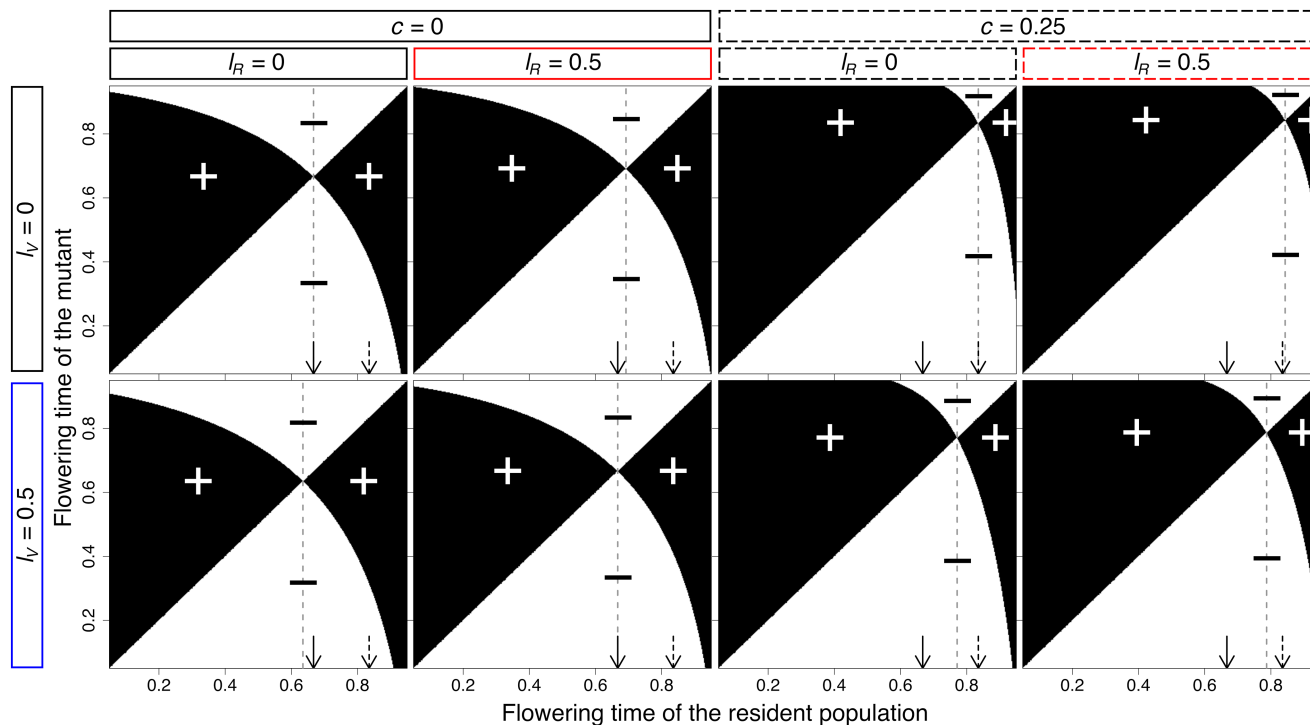 c = 0
c = 0.25
l_R = 0
l_R = 0.5
l_R = 0
l_R = 0.5
l_V = 0
l_V = 0.5
Flowering time of the mutant
0.8
0.6
0.4
0.2
0.8
0.6
0.4
0.2
+ + + + + + + +
− − − −
− − − −
+ + + + + + + +
− − − −
− − − −
0.2 0.4 0.6 0.8 0.2 0.4 0.6 0.8 0.2 0.4 0.6 0.8 0.2 0.4 0.6 0.8
Flowering time of the resident population